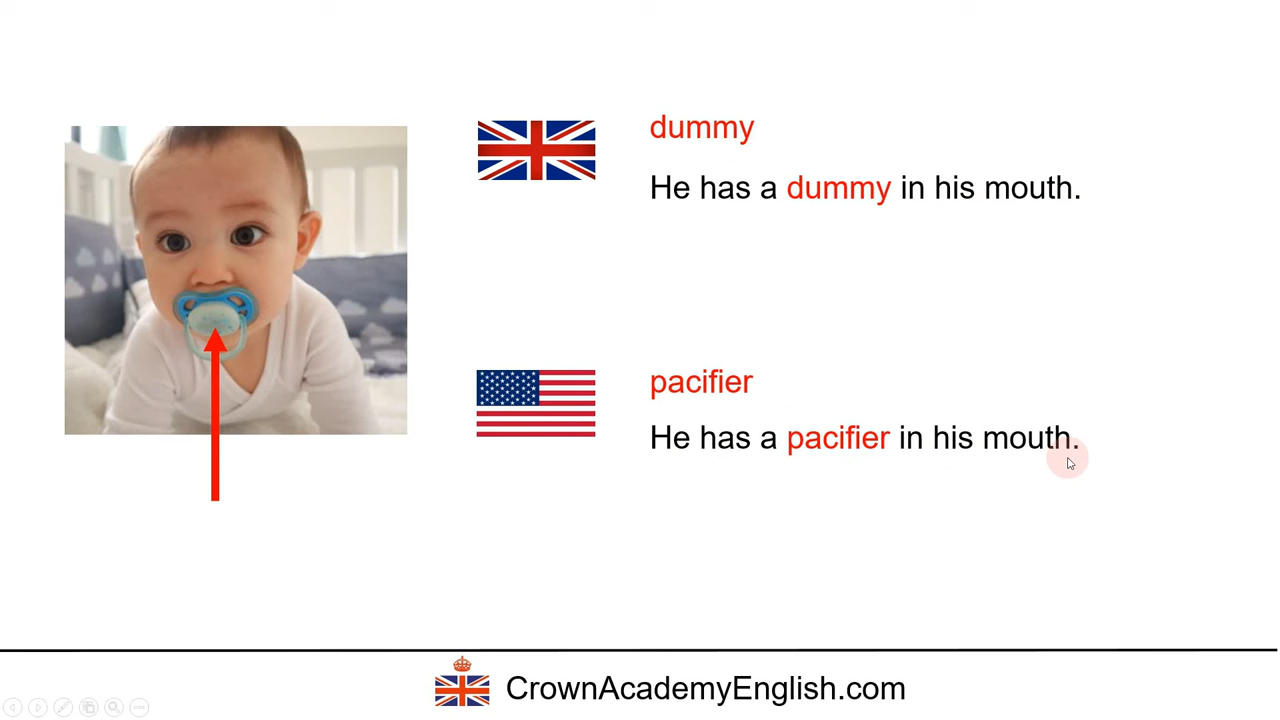 dummy
He has a dummy in his mouth.
pacifier
He has a pacifier in his mouth.
CrownAcademyEnglish.com